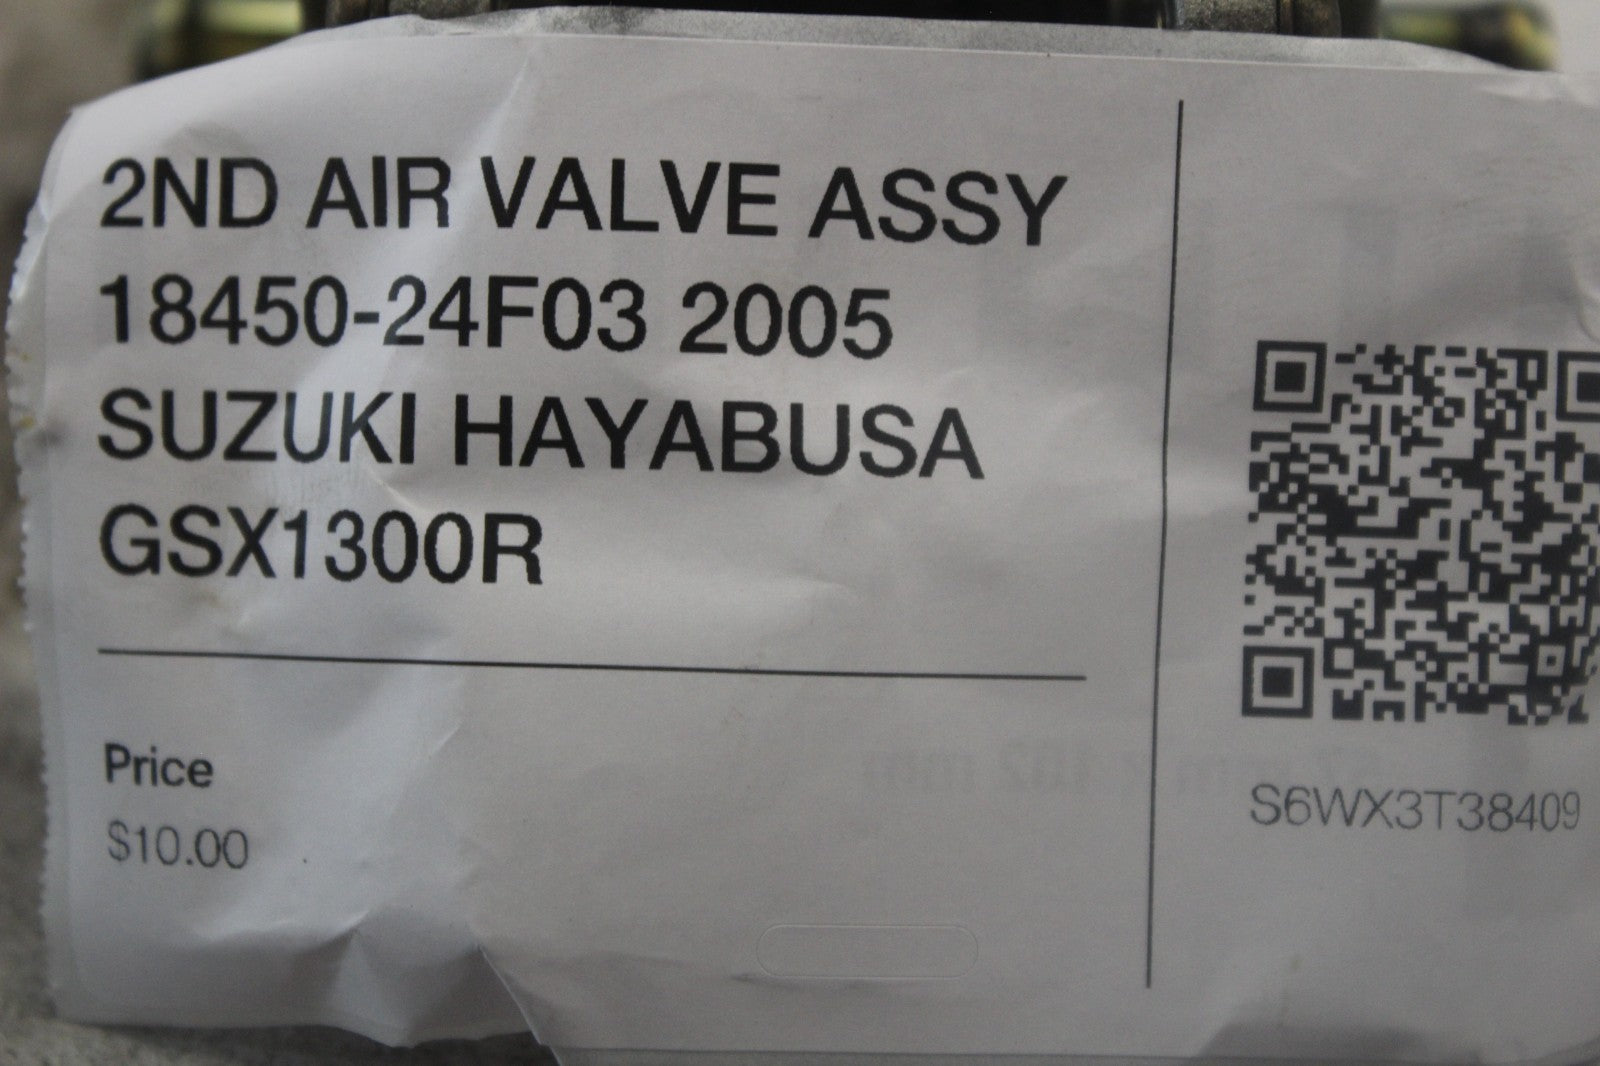 2ND AIR VALVE ASSY
18450-24F03 2005
SUZUKI HAYABUSA
GSX1300R
Price
$10.00
S6WX3T38409